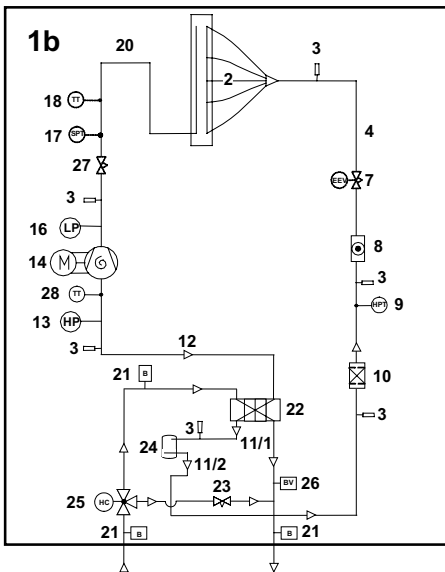 1b
20
3
2
18 TT
17 SPT
4
27
EEV 7
3
16 LP
8
14 M
3
28 TT
9 HPT
13 HP
3
12
10
21 B
22
3
3
24
11/1
11/2
23
BV 26
25 HC
21 B
B 21